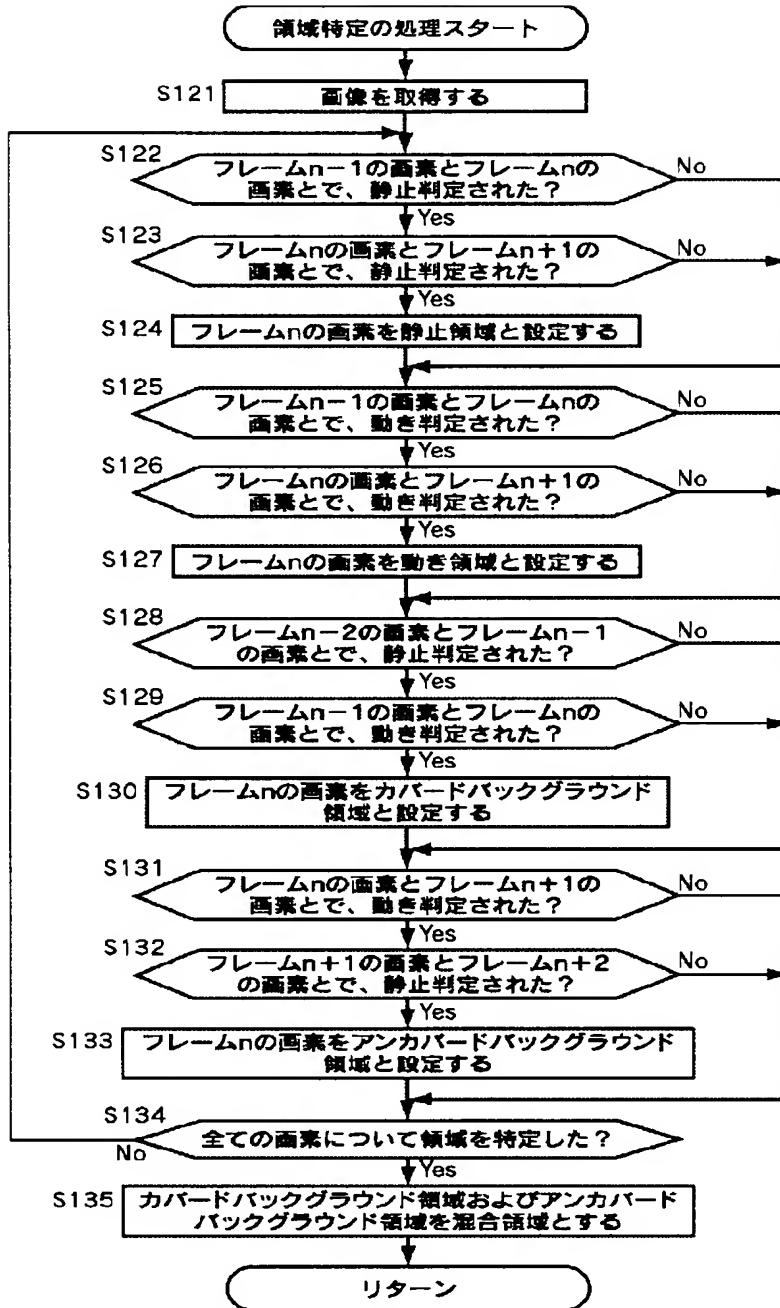 領域特定の処理スタート
S121
画像を取得する
S122
フレームn−1の画素とフレームnの
画素とで、静止判定された？
No
Yes
S123
フレームnの画素とフレームn+1の
画素とで、静止判定された？
No
Yes
S124
フレームnの画素を静止領域と設定する
S125
フレームn−1の画素とフレームnの
画素とで、動き判定された？
No
Yes
S126
フレームnの画素とフレームn+1の
画素とで、動き判定された？
No
Yes
S127
フレームnの画素を動き領域と設定する
S128
フレームn−2の画素とフレームn−1
の画素とで、静止判定された？
No
Yes
S129
フレームn−1の画素とフレームnの
画素とで、動き判定された？
No
Yes
S130
フレームnの画素をカバードバックグラウンド
領域と設定する
S131
フレームnの画素とフレームn+1の
画素とで、動き判定された？
No
Yes
S132
フレームn+1の画素とフレームn+2
の画素とで、静止判定された？
No
Yes
S133
フレームnの画素をアンカバードバックグラウンド
領域と設定する
S134
全ての画素について領域を特定した？
No
Yes
S135
カバードバックグラウンド領域およびアンカバード
バックグラウンド領域を混合領域とする
リターン